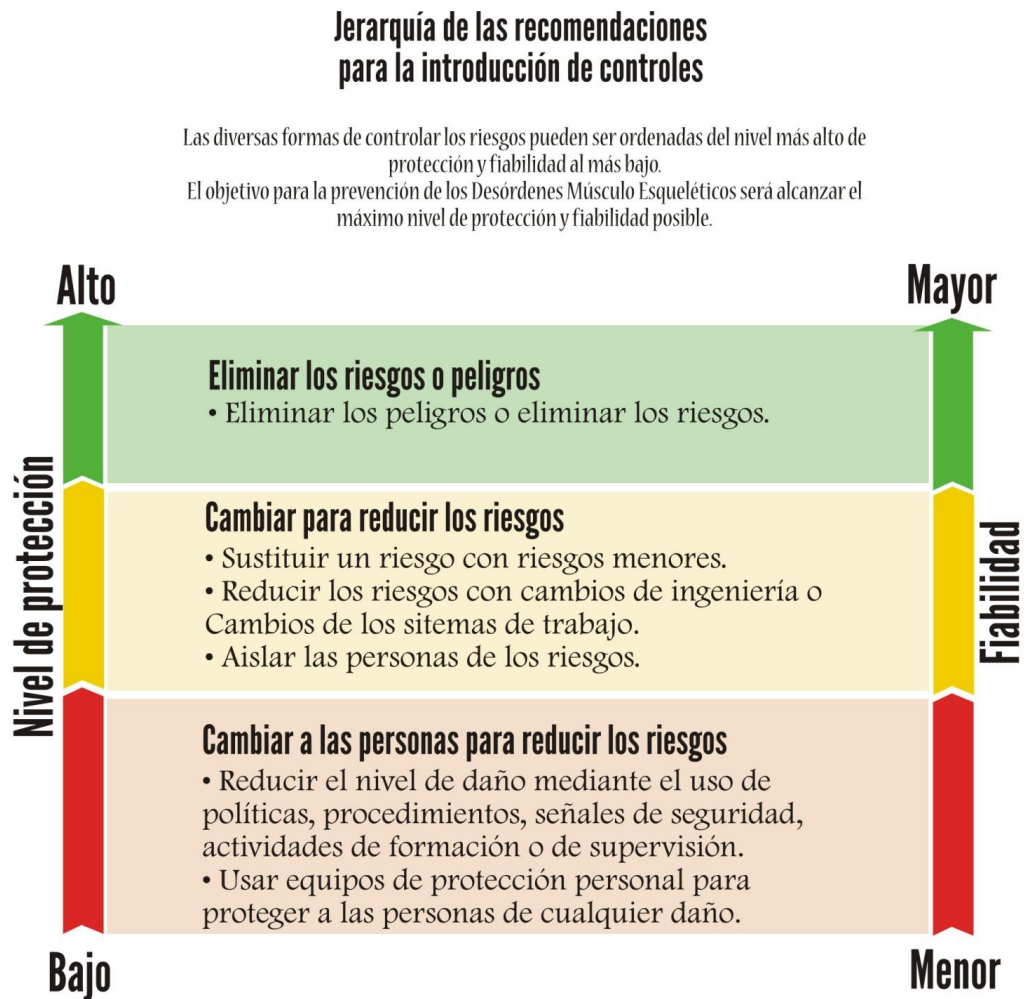 Jerarquía de las recomendaciones
para la introducción de controles
Las diversas formas de controlar los riesgos pueden ser ordenadas del nivel más alto de
protección y fiabilidad al más bajo.
El objetivo para la prevención de los Desórdenes Músculo Esqueléticos será alcanzar el
máximo nivel de protección y fiabilidad posible.
Alto
Mayor
Nivel de protección
Fiabilidad
Eliminar los riesgos o peligros
• Eliminar los peligros o eliminar los riesgos.
Cambiar para reducir los riesgos
• Sustituir un riesgo con riesgos menores.
• Reducir los riesgos con cambios de ingeniería o
Cambios de los sitemas de trabajo.
• Aislar las personas de los riesgos.
Cambiar a las personas para reducir los riesgos
• Reducir el nivel de daño mediante el uso de
políticas, procedimientos, señales de seguridad,
actividades de formación o de supervisión.
• Usar equipos de protección personal para
proteger a las personas de cualquier daño.
Bajo
Menor